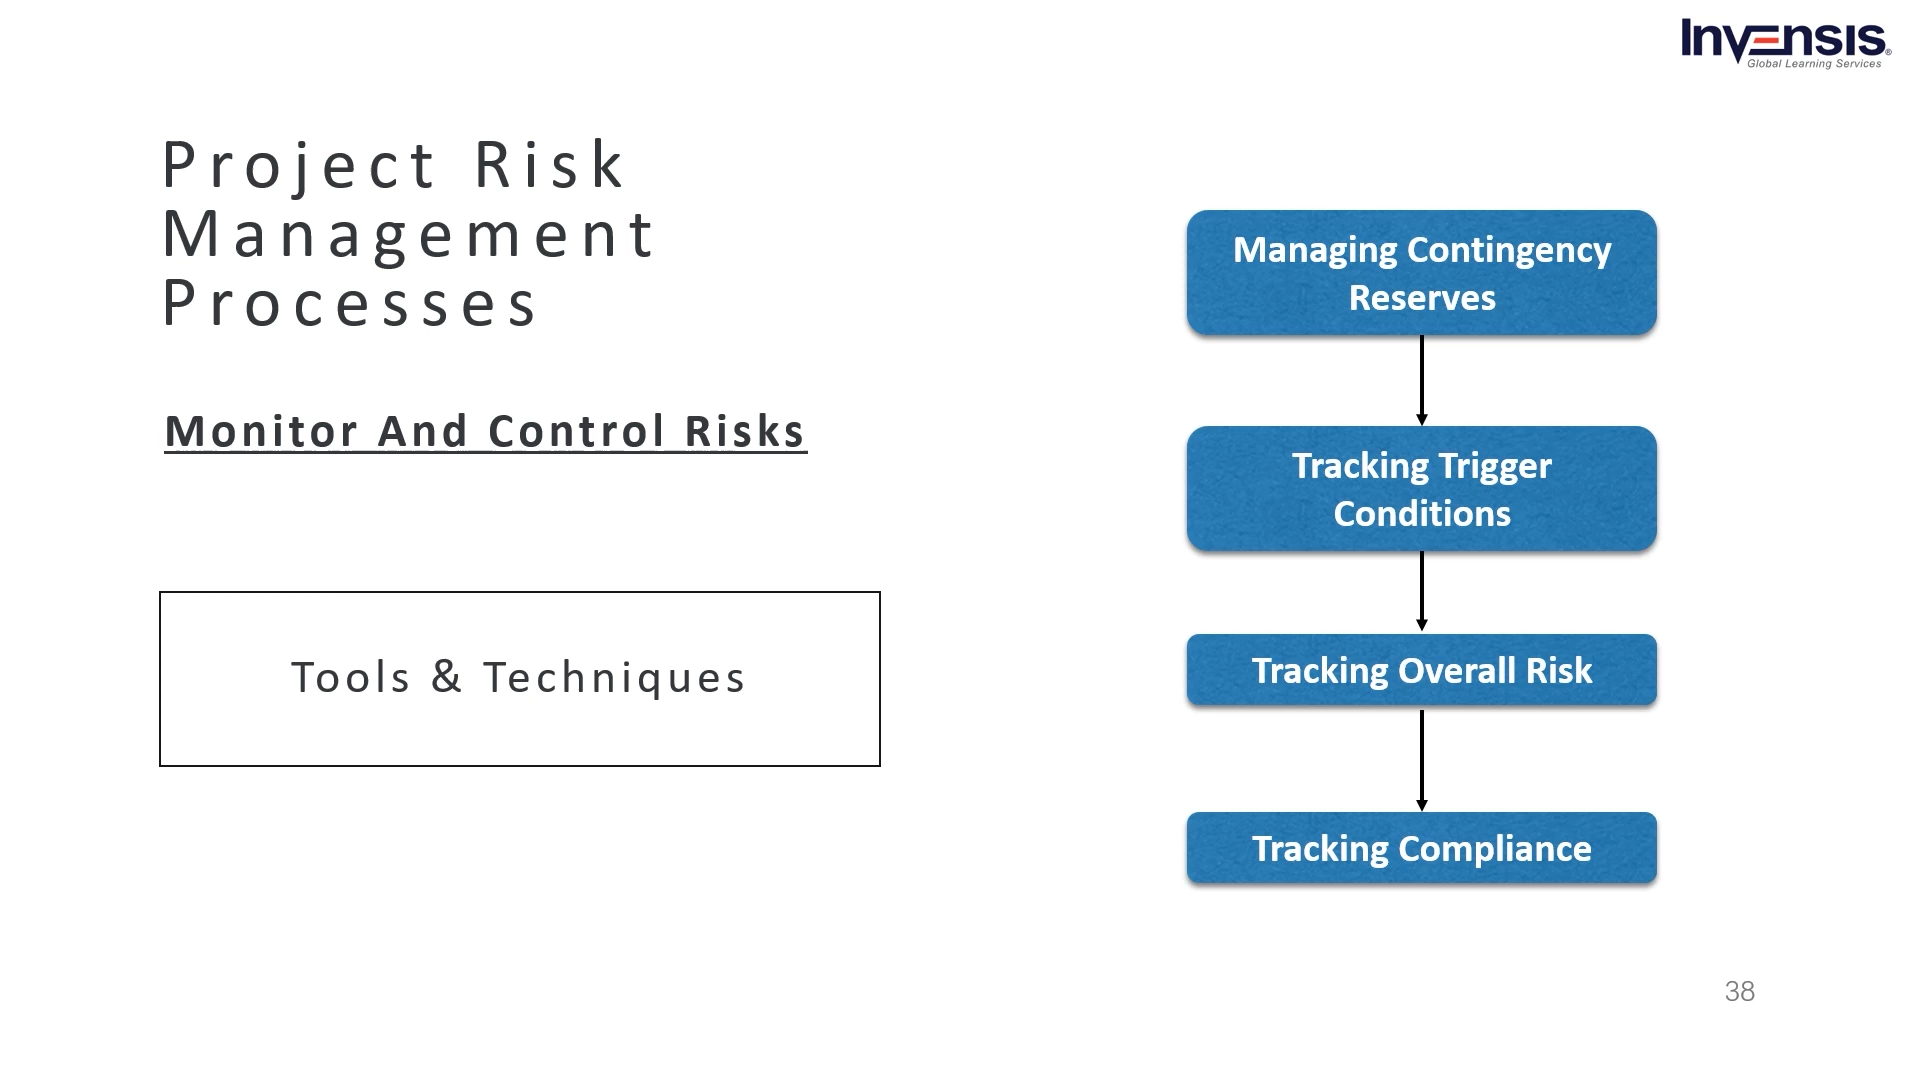 Invensis®
Global Learning Services
Project Risk
Management
Processes
Monitor And Control Risks
Tools & Techniques
Managing Contingency
Reserves
Tracking Trigger
Conditions
Tracking Overall Risk
Tracking Compliance
38